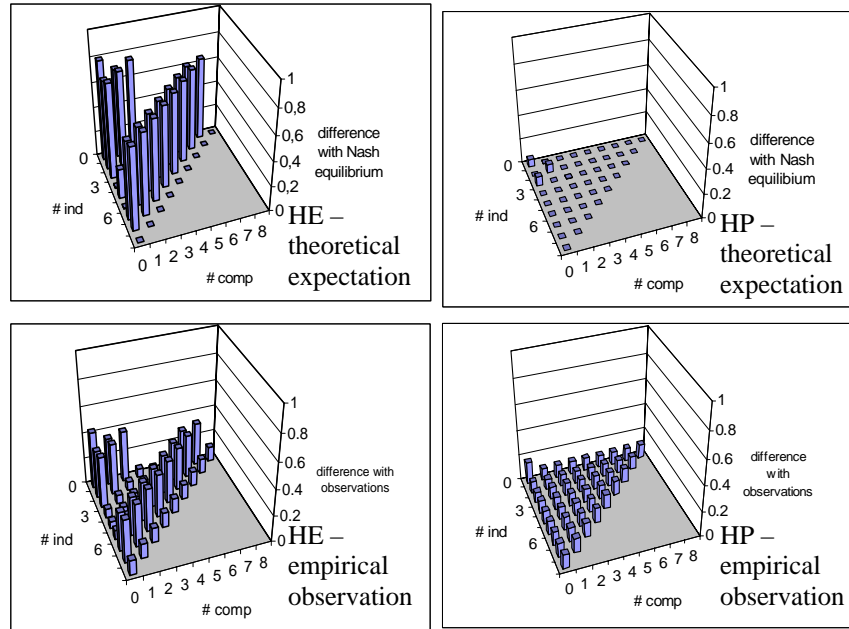 1
0,8
0,6
0,4
0,2
0
difference
with Nash
equilibrium
0
3
6
# ind
0 1 2 3 4 5 6 7 8
# comp
HE –
theoretical
expectation
1
0.8
0.6
0.4
0.2
0
difference
with Nash
equilibium
0
3
6
# ind
0 1 2 3 4 5 6 7 8
# comp
HP –
theoretical
expectation
1
0.8
0.6
0.4
0.2
0
difference with
observations
0
3
6
# ind
0 1 2 3 4 5 6 7 8
# comp
HE –
empirical
observation
1
0.8
0.6
0.4
0.2
0
difference
with
observations
0
3
6
# ind
0 1 2 3 4 5 6 7 8
# comp
HP –
empirical
observation